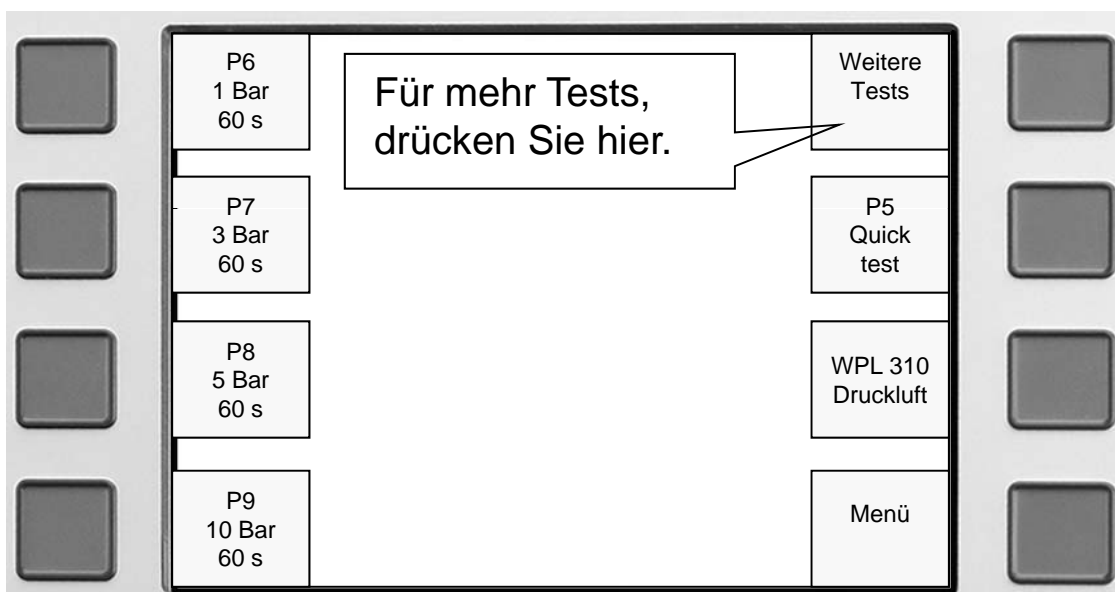 P6
1 Bar
60 s
Für mehr Tests,
drücken Sie hier.
Weitere
Tests
P7
3 Bar
60 s
P5
Quick
test
P8
5 Bar
60 s
WPL 310
Druckluft
P9
10 Bar
60 s
Menü